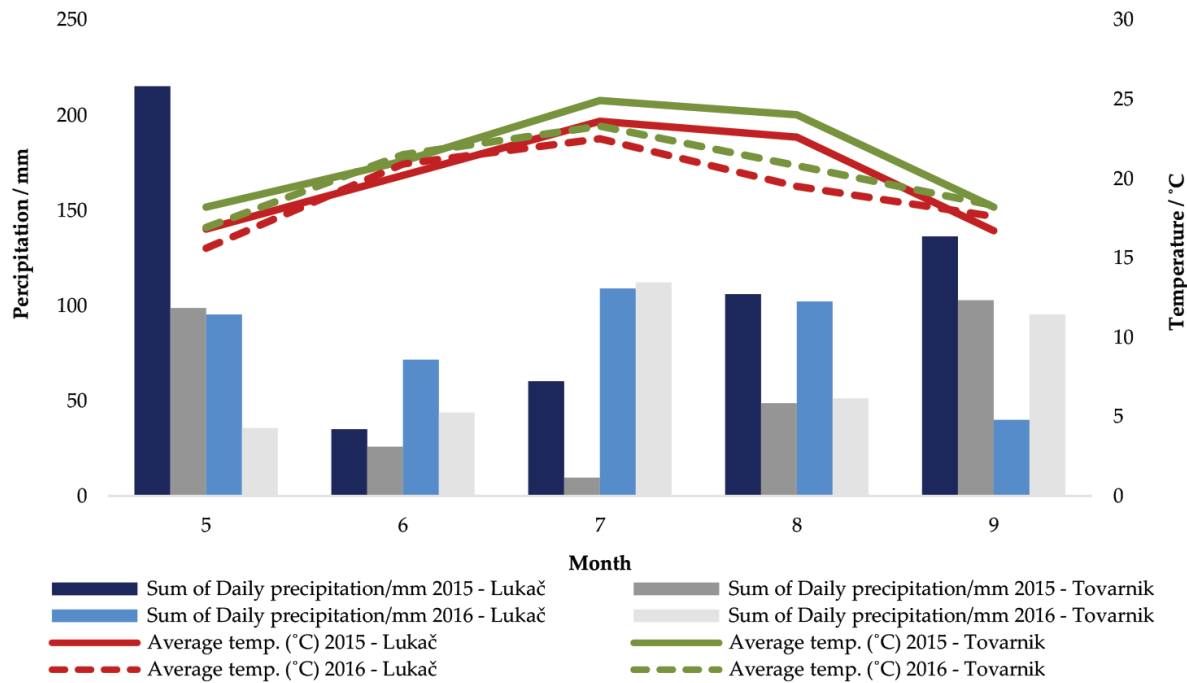 250
200
150
100
50
0
Percipitation / mm
30
25
20
15
10
5
0
Temperature / ˚C
5 6 7 8 9
Month
Sum of Daily precipitation/mm 2015 - Lukač
Sum of Daily precipitation/mm 2015 - Tovarnik
Sum of Daily precipitation/mm 2016 - Lukač
Sum of Daily precipitation/mm 2016 - Tovarnik
Average temp. (˚C) 2015 - Lukač
Average temp. (˚C) 2015 - Tovarnik
Average temp. (˚C) 2016 - Lukač
Average temp. (˚C) 2016 - Tovarnik